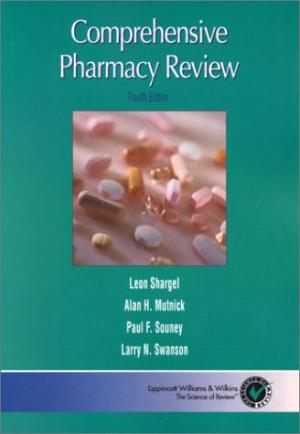 Comprehensive
Pharmacy Review
Fourth Edition
Leon Shargel
Alan H. Mutnick
Paul F. Souney
Larry N. Swanson
Lippincott Williams & Wilkins
The Science of Review™